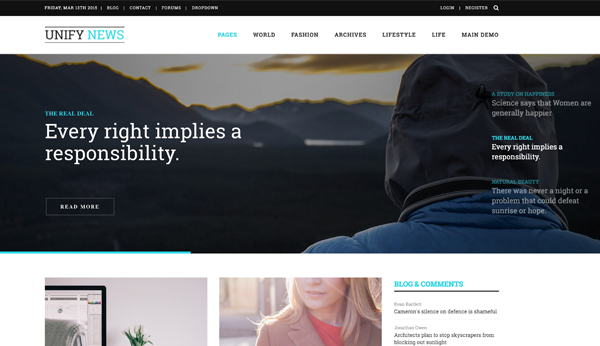 FRIDAY, MAR 13TH 2015 | BLOG | CONTACT | FORUMS | DROPDOWN
LOGIN | REGISTER
UNIFY NEWS
PAGES WORLD FASHION ARCHIVES LIFESTYLE LIFE MAIN DEMO
THE REAL DEAL
Every right implies a
responsibility.
READ MORE
A STUDY ON HAPPINESS
Science says that Women are
generally happier
THE REAL DEAL
Every right implies a
responsibility.
NATURAL BEAUTY
There was never a night or a
problem that could defeat
sunrise or hope.
BLOG & COMMENTS
Evan Bartlett
Cameron's silence on defence is shameful
Jonathan Owen
Architects plan to stop skyscrapers from
blocking out sunlight